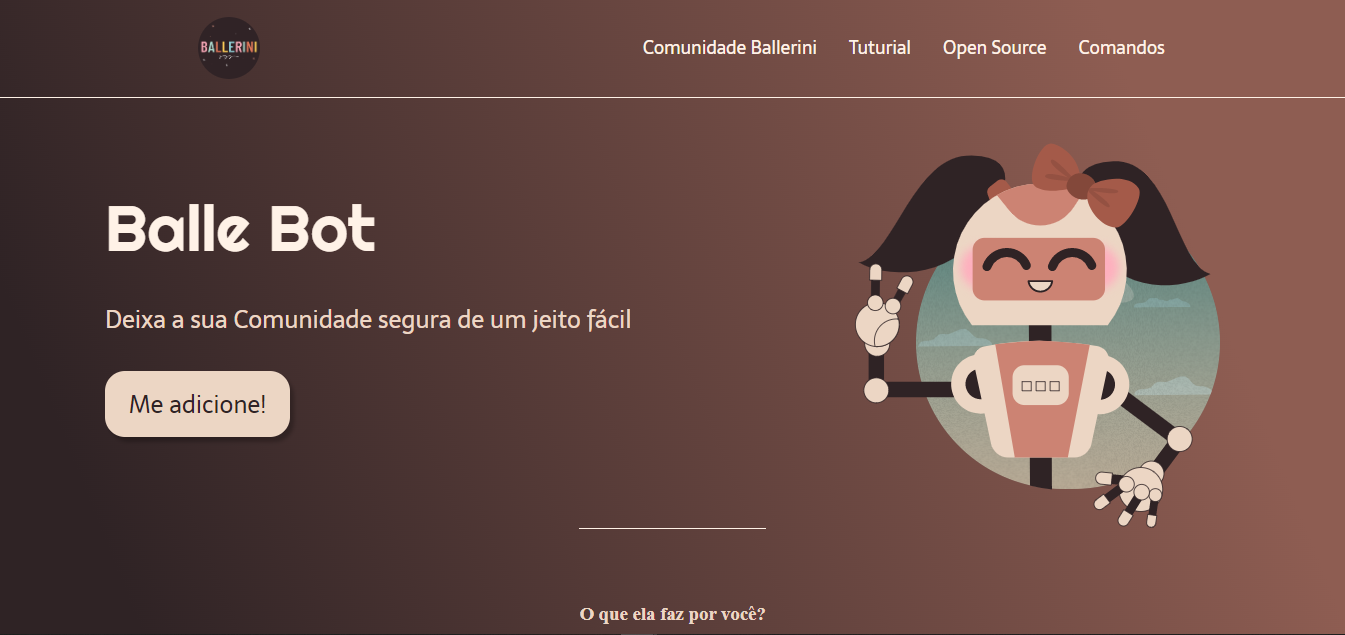 BALLERINI
Comunidade Ballerini
Tuturial
Open Source
Comandos
Balle Bot
Deixa a sua Comunidade segura de um jeito fácil
Me adicione!
O que ela faz por você?